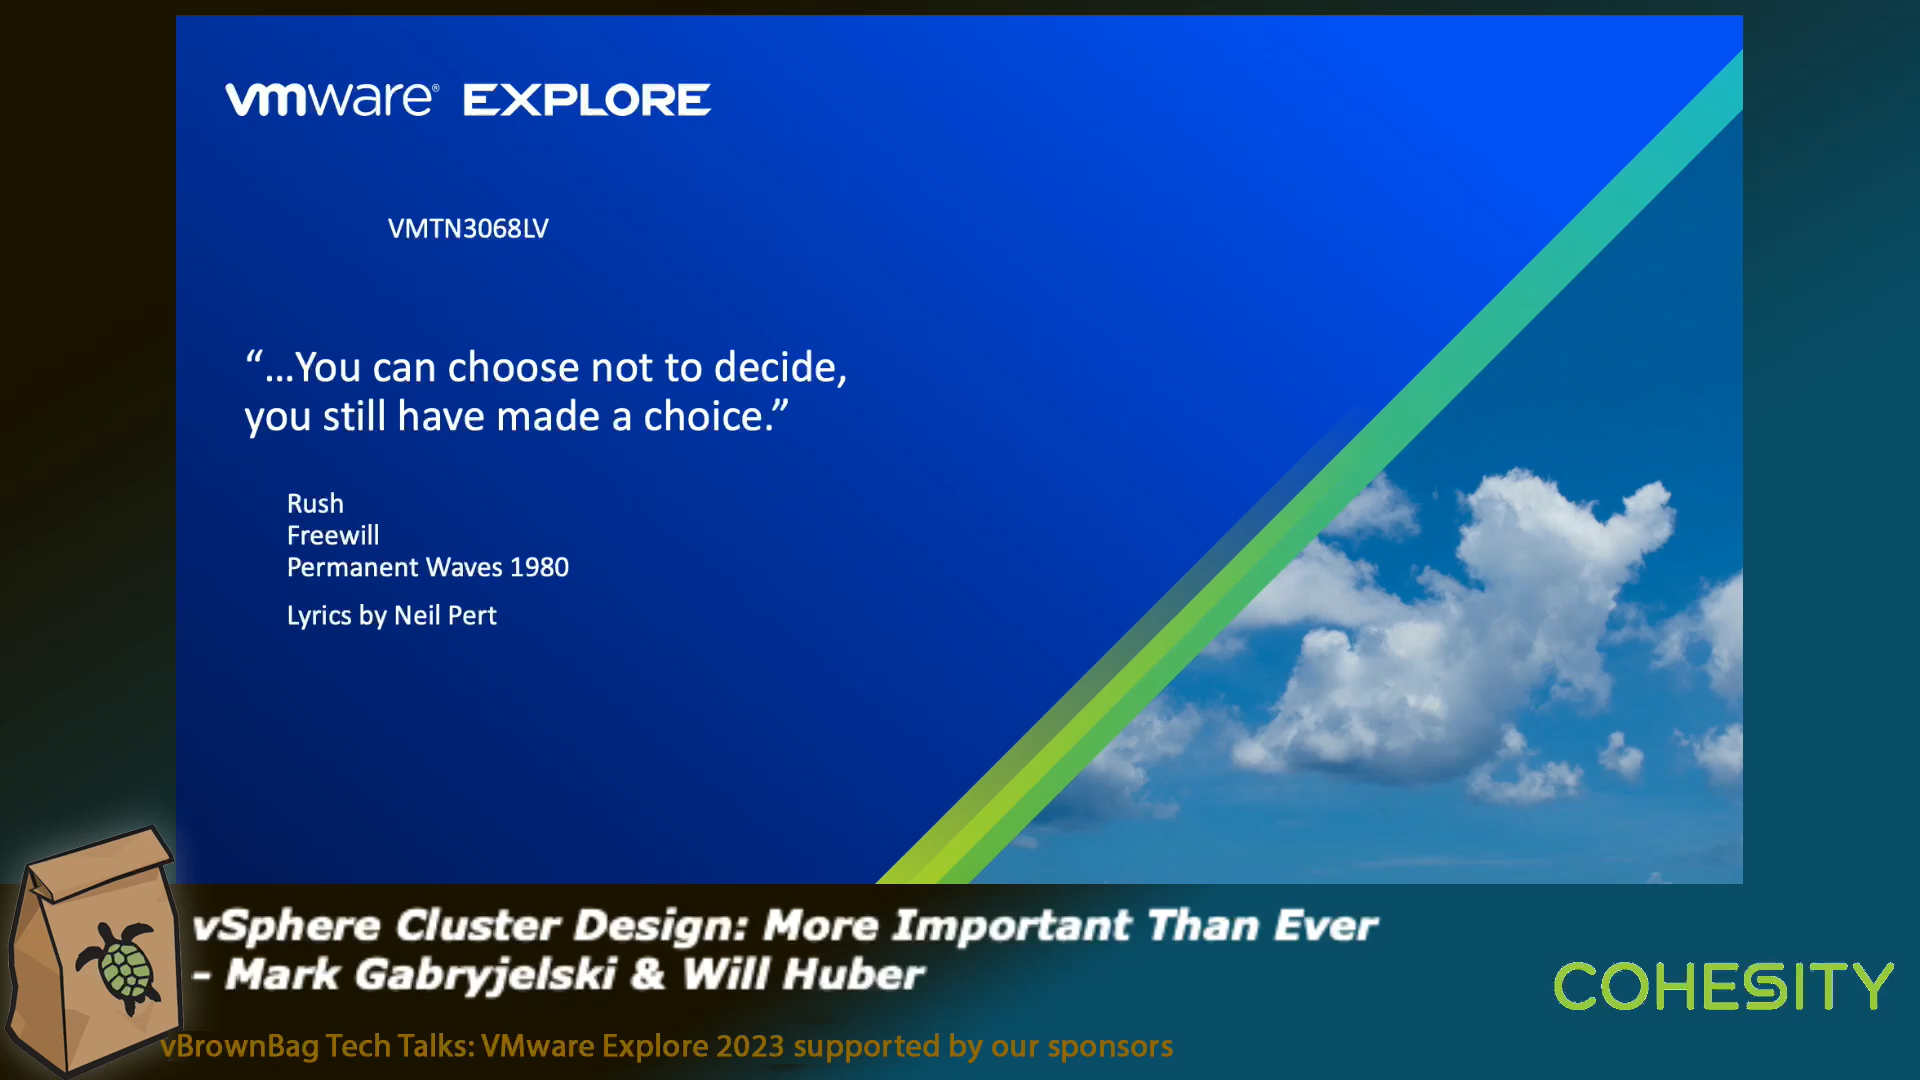 vmware® EXPLORE
VMTN3068LV
“...You can choose not to decide,
you still have made a choice.”
Rush
Freewill
Permanent Waves 1980
Lyrics by Neil Pert
vSphere Cluster Design: More Important Than Ever
- Mark Gabryjelski & Will Huber
COHESITY
vBrownBag Tech Talks: VMware Explore 2023 supported by our sponsors